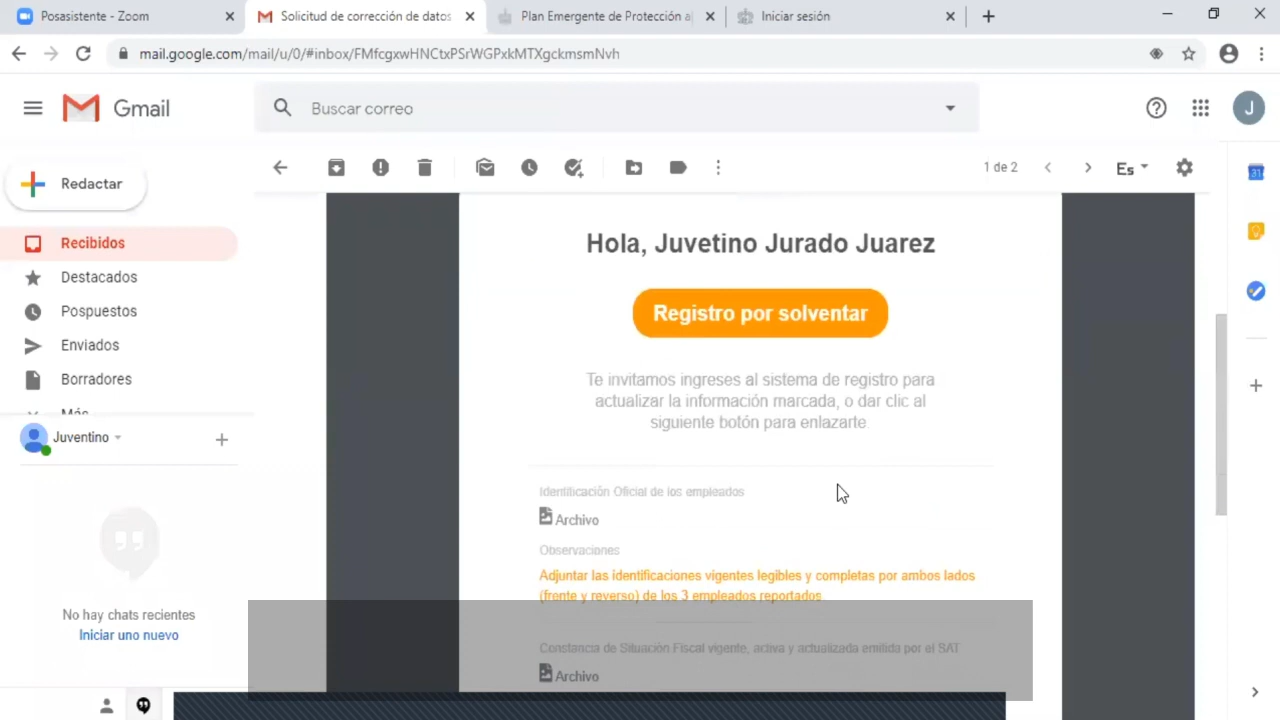 Posasistente - Zoom
Solicitud de corrección de datos
Plan Emergente de Protección a
Iniciar sesión
mail.google.com/mail/u/0/#inbox/FMfcgxwHNCtxPSrWGPxkMTXgckmsmNvh
Gmail
Buscar correo
J
Redactar
1 de 2
Es
31
Recibidos
Destacados
Pospuestos
Enviados
Borradores
Más
Juventino
No hay chats recientes
Iniciar uno nuevo
Hola, Juvetino Jurado Juarez
Registro por solventar
Te invitamos ingreses al sistema de registro para
actualizar la información marcada, o dar clic al
siguiente botón para enlazarte.
Identificación Oficial de los empleados
Archivo
Observaciones
Adjuntar las identificaciones vigentes legibles y completas por ambos lados
(frente y reverso) de los 3 empleados reportados
Constancia de Situación Fiscal vigente, activa y actualizada emitida por el SAT
Archivo